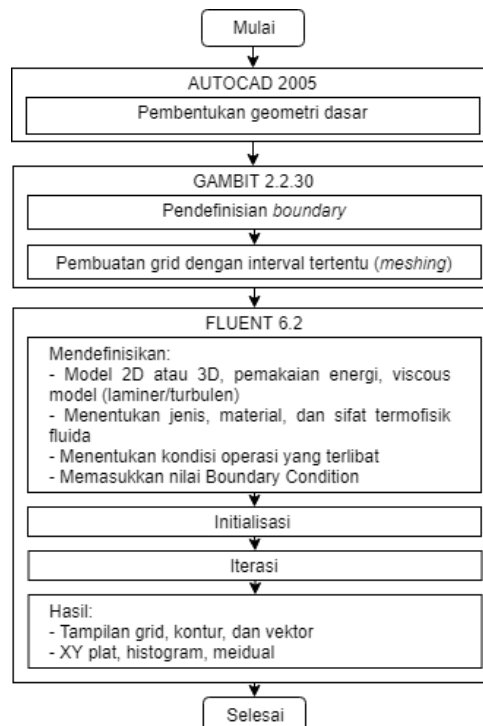 Mulai
AUTOCAD 2005
Pembentukan geometri dasar
GAMBIT 2.2.30
Pendefinisian boundary
Pembuatan grid dengan interval tertentu (meshing)
FLUENT 6.2
Mendefinisikan:
- Model 2D atau 3D, pemakaian energi, viscous
model (laminer/turbulen)
- Menentukan jenis, material, dan sifat termofisik
fluida
- Menentukan kondisi operasi yang terlibat
- Memasukkan nilai Boundary Condition
Initialisasi
Iterasi
Hasil:
- Tampilan grid, kontur, dan vektor
- XY plat, histogram, meidual
Selesai